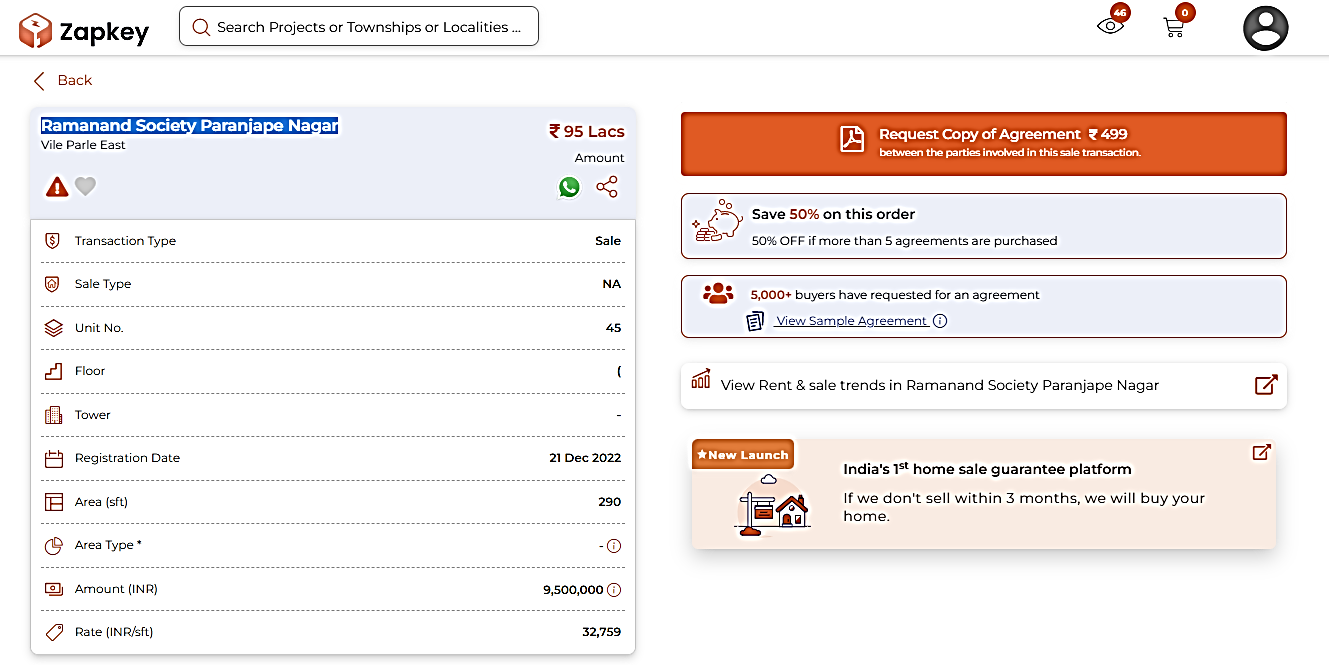 Zapkey
Search Projects or Townships or Localities ...
46
0
Back
Ramanand Society Paranjape Nagar
Vile Parle East
₹ 95 Lacs
Amount
Transaction Type Sale
Sale Type NA
Unit No. 45
Floor (
Tower -
Registration Date 21 Dec 2022
Area (sft) 290
Area Type * -
Amount (INR) 9,500,000
Rate (INR/sft) 32,759
Request Copy of Agreement ₹ 499
between the parties involved in this sale transaction.
Save 50% on this order
50% OFF if more than 5 agreements are purchased
5,000+ buyers have requested for an agreement
View Sample Agreement
View Rent & sale trends in Ramanand Society Paranjape Nagar
★New Launch
India's 1st home sale guarantee platform
If we don't sell within 3 months, we will buy your
home.